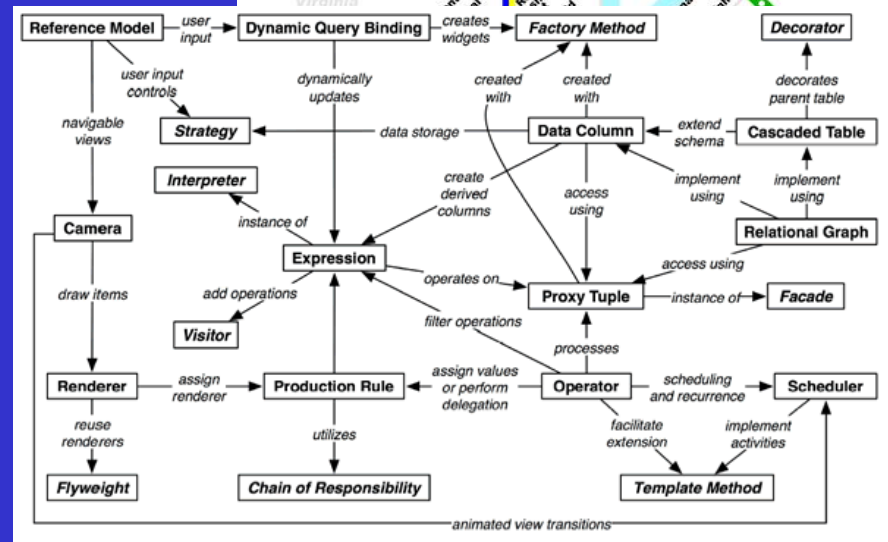 Virginia
Reference Model
user
input
Dynamic Query Binding
creates
widgets
Factory Method
Decorator
user input
controls
dynamically
updates
created
with
created
with
decorates
parent table
navigable
views
Strategy
data storage
Data Column
extend
schema
Cascaded Table
Interpreter
create
derived
columns
access
using
implement
using
implement
using
instance of
Camera
Relational Graph
Expression
access using
operates on
draw items
add operations
Proxy Tuple
instance of
Facade
filter operations
Visitor
processes
Renderer
assign
renderer
Production Rule
assign values
or perform
delegation
Operator
scheduling
and recurrence
Scheduler
reuse
renderers
utilizes
facilitate
extension
implement
activities
Flyweight
Chain of Responsibility
Template Method
animated view transitions